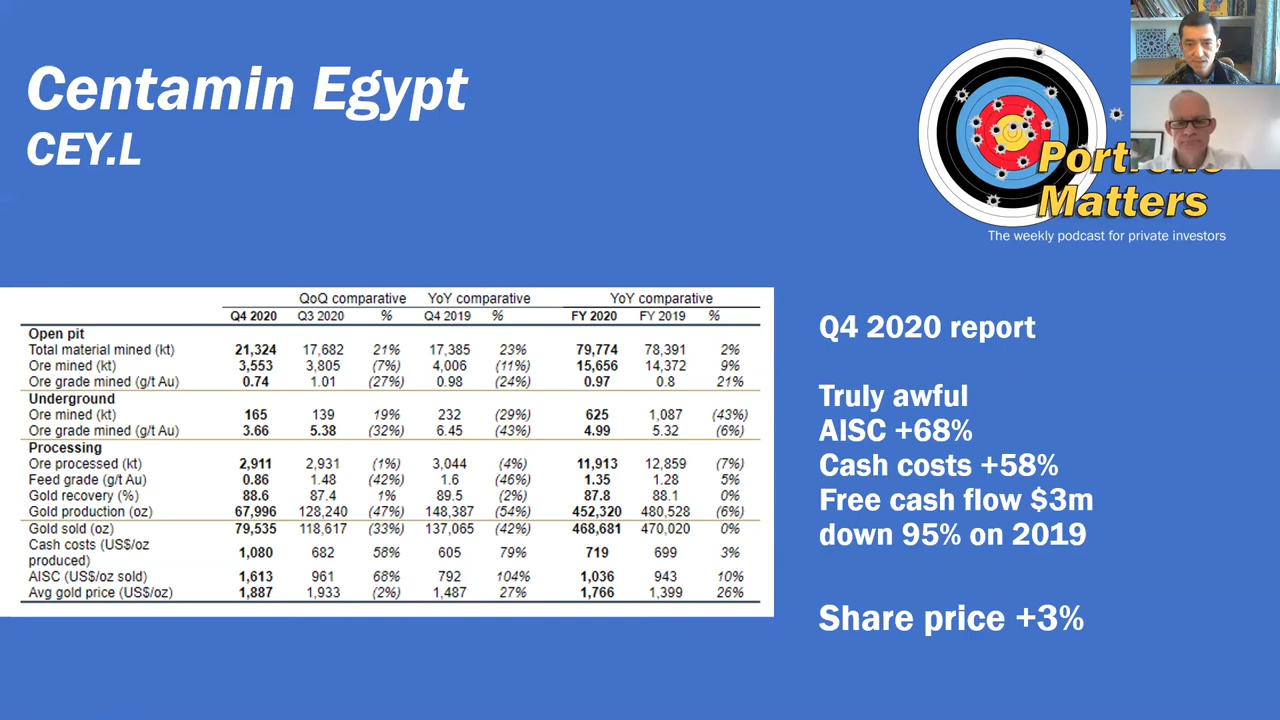 Centamin Egypt
CEY.L
Portfolio
Matters
The weekly podcast for private investors
QoQ comparative YoY comparative YoY comparative
Q4 2020 Q3 2020 % Q4 2019 % FY 2020 FY 2019 %
Open pit
Total material mined (kt) 21,324 17,682 21% 17,385 23% 79,774 78,391 2%
Ore mined (kt) 3,553 3,805 (7%) 4,006 (11%) 15,656 14,372 9%
Ore grade mined (g/t Au) 0.74 1.01 (27%) 0.98 (24%) 0.97 0.8 21%
Underground
Ore mined (kt) 165 139 19% 232 (29%) 625 1,087 (43%)
Ore grade mined (g/t Au) 3.66 5.38 (32%) 6.45 (43%) 4.99 5.32 (6%)
Processing
Ore processed (kt) 2,911 2,931 (1%) 3,044 (4%) 11,913 12,859 (7%)
Feed grade (g/t Au) 0.86 1.48 (42%) 1.6 (46%) 1.35 1.28 5%
Gold recovery (%) 88.6 87.4 1% 89.5 (2%) 87.8 88.1 0%
Gold production (oz) 67,996 128,240 (47%) 148,387 (54%) 452,320 480,528 (6%)
Gold sold (oz) 79,535 118,617 (33%) 137,065 (42%) 468,681 470,020 0%
Cash costs (US$/oz
produced) 1,080 682 58% 605 79% 719 699 3%
AISC (US$/oz sold) 1,613 961 68% 792 104% 1,036 943 10%
Avg gold price (US$/oz) 1,887 1,933 (2%) 1,487 27% 1,766 1,399 26%
Q4 2020 report
Truly awful
AISC +68%
Cash costs +58%
Free cash flow $3m
down 95% on 2019
Share price +3%